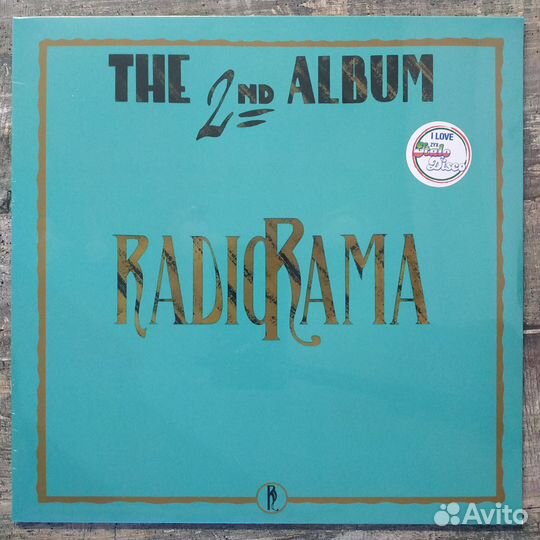 THE 2ND ALBUM
I LOVE
ZYX
Italo
Disco
RADIORAMA
R
Avito